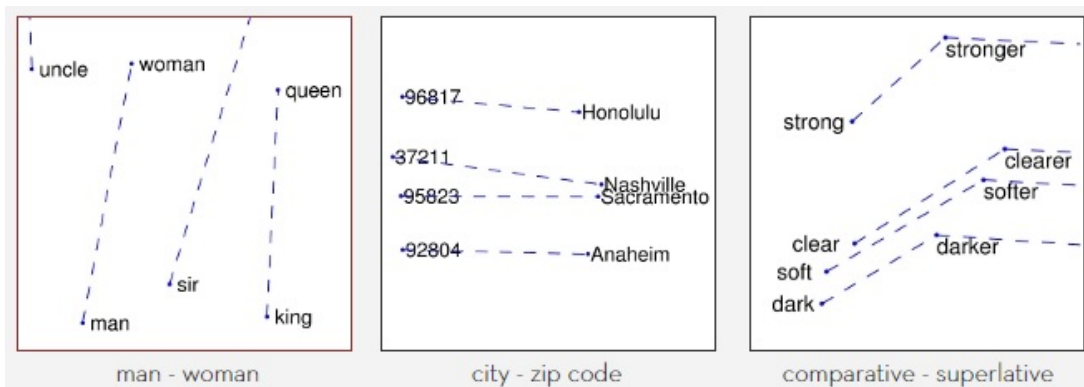 uncle
woman
queen
sir
man
king
man - woman
96817
Honolulu
37211
Nashville
95823
Sacramento
92804
Anaheim
city - zip code
stronger
strong
clearer
softer
clear
darker
soft
dark
comparative - superlative